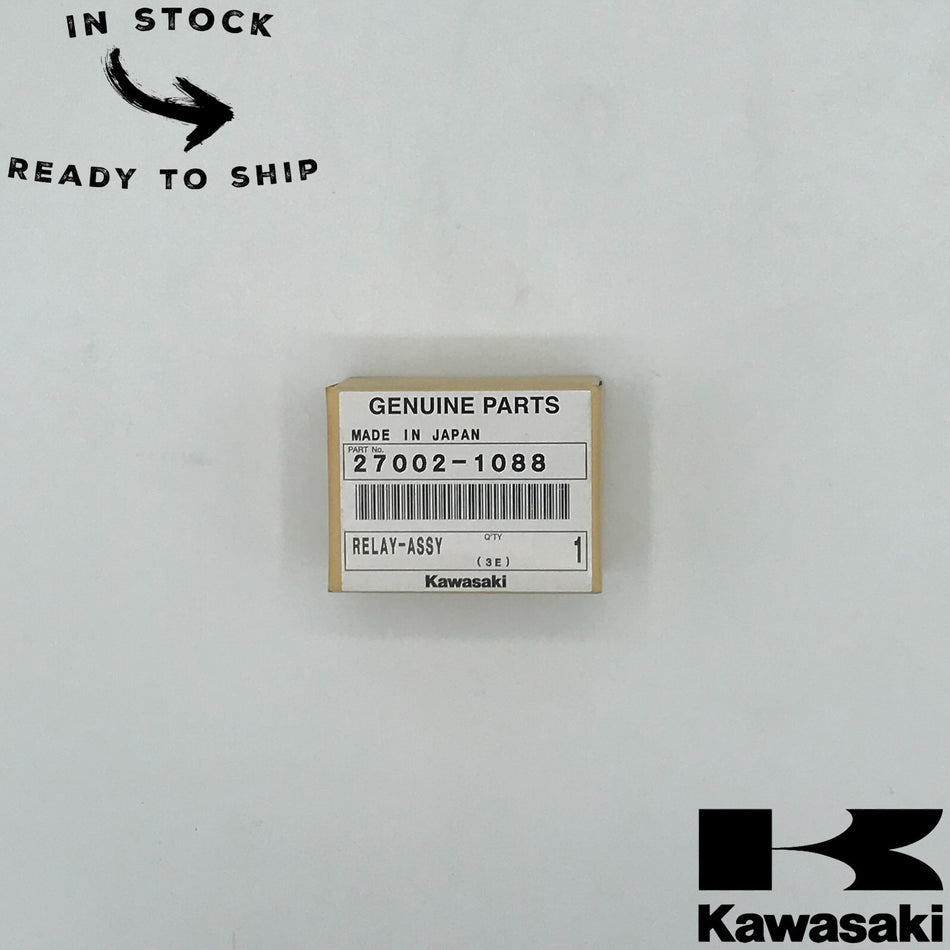 IN STOCK
READY TO SHIP
GENUINE PARTS
MADE IN JAPAN
PART No.
27002-1088
RELAY-ASSY
Q'TY
1
(3E)
Kawasaki
Kawasaki